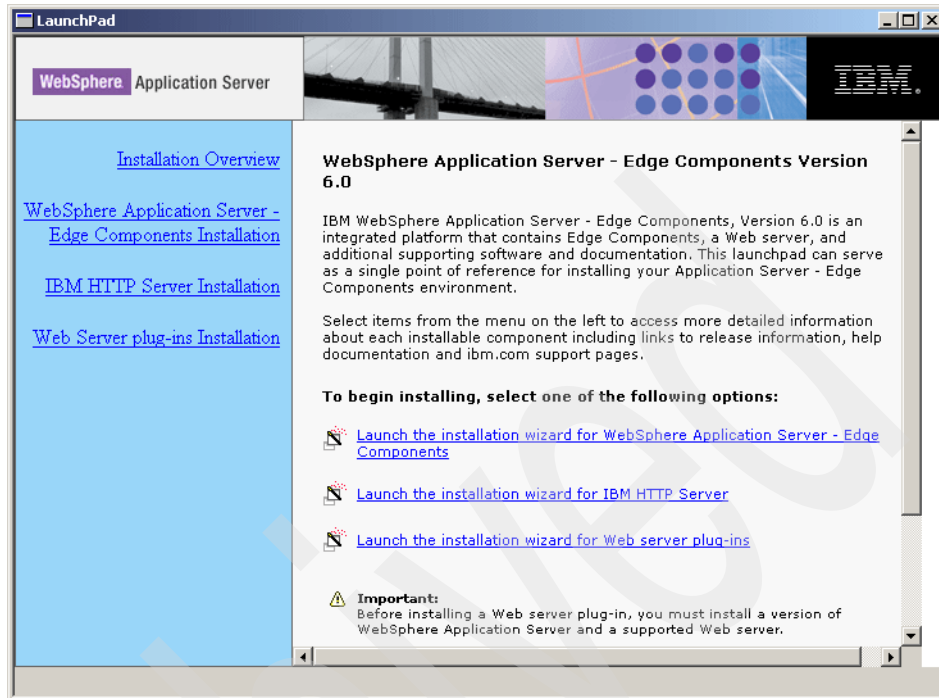 LaunchPad
WebSphere. Application Server
IBM.
Installation Overview
WebSphere Application Server -
Edge Components Installation
IBM HTTP Server Installation
Web Server plug-ins Installation
WebSphere Application Server - Edge Components Version
6.0
IBM WebSphere Application Server - Edge Components, Version 6.0 is an
integrated platform that contains Edge Components, a Web server, and
additional supporting software and documentation. This launchpad can serve
as a single point of reference for installing your Application Server - Edge
Components environment.
Select items from the menu on the left to access more detailed information
about each installable component including links to release information, help
documentation and ibm.com support pages.
To begin installing, select one of the following options:
Launch the installation wizard for WebSphere Application Server - Edge
Components
Launch the installation wizard for IBM HTTP Server
Launch the installation wizard for Web server plug-ins
Important:
Before installing a Web server plug-in, you must install a version of
WebSphere Application Server and a supported Web server.